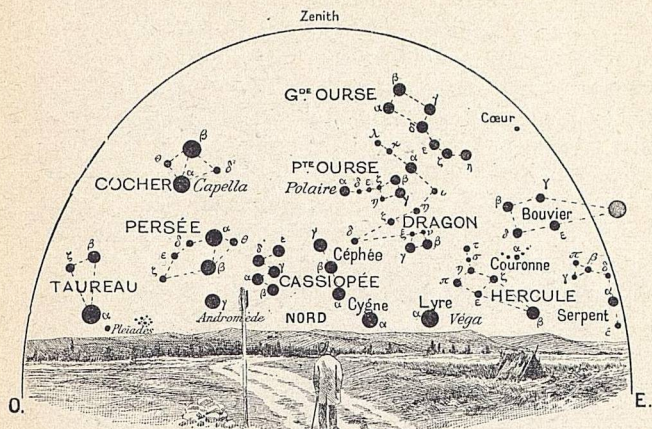 Zenith
β
Gᴰᴱ OURSE
α γ
δ
Cœur
ε
ζ η
λ κ
α
β
θ δ'
α
COCHER Capella
Pᵀᴱ OURSE
Polaire α δ ε ζ β
η γ ι
η
ζ
DRAGON
δ ε ν
γ β
γ
Bouvier
β
δ ε
PERSÉE α
δ θ
ε
ζ β
γ
Andromède
β
ζ
TAUREAU
α
Pleiades
δ ε
γ
α
β
CASSIOPÉE
γ
Céphée
β
α
NORD
Cygne
α
Lyre
α Véga
τ
σ
η
π ζ
ε
HERCULE
β
α
Couronne
π β
γ δ
α
Serpent
ε
O.
E.